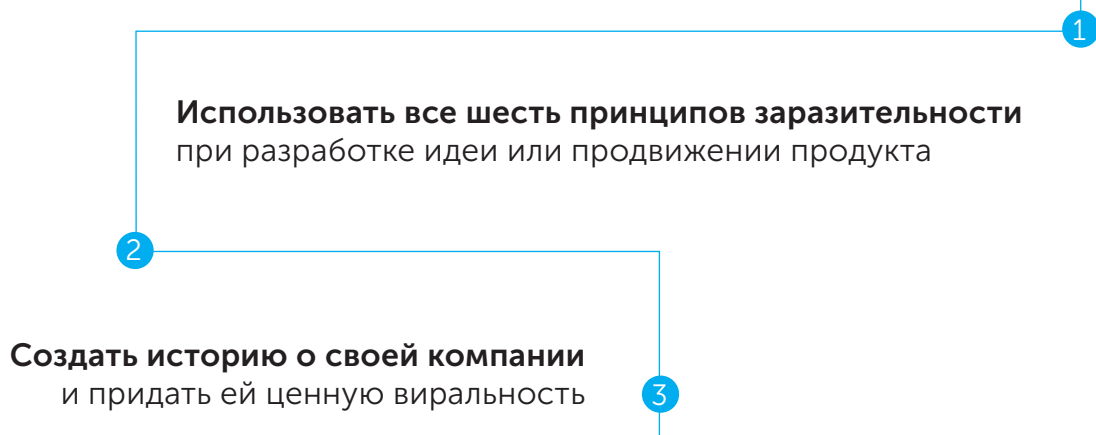 1
Использовать все шесть принципов заразительности
при разработке идеи или продвижении продукта
2
Создать историю о своей компании
и придать ей ценную виральность
3